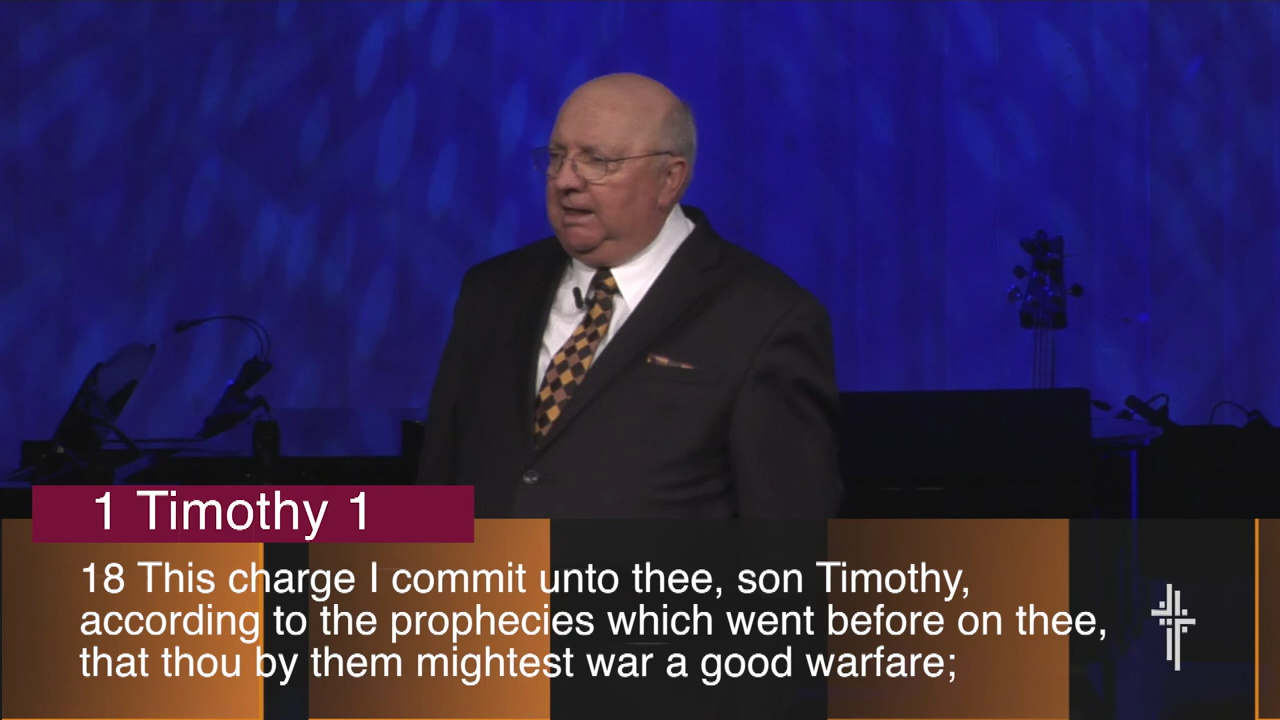 1 Timothy 1
18 This charge I commit unto thee, son Timothy,
according to the prophecies which went before on thee,
that thou by them mightest war a good warfare;